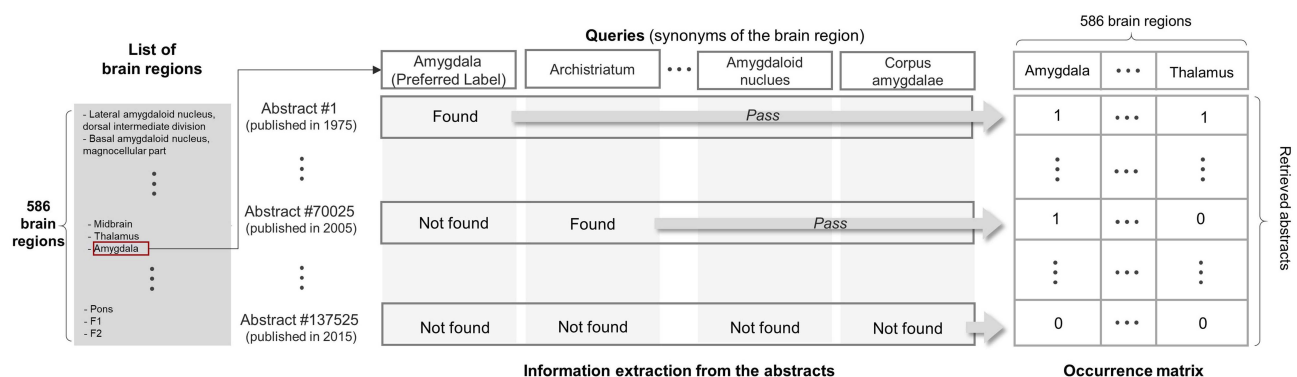 List of
brain regions
586
brain
regions
- Lateral amygdaloid nucleus,
dorsal intermediate division
- Basal amygdaloid nucleus,
magnocellular part
- Midbrain
- Thalamus
- Amygdala
- Pons
- F1
- F2
Queries (synonyms of the brain region)
Amygdala
(Preferred Label)
Archistriatum
•••
Amygdaloid
nuclues
Corpus
amygdalae
Abstract #1
(published in 1975)
Found
Pass
Abstract #70025
(published in 2005)
Not found
Found
Pass
Abstract #137525
(published in 2015)
Not found
Not found
Not found
Not found
Information extraction from the abstracts
586 brain regions
Amygdala ••• Thalamus
1 ••• 1
•••
1 ••• 0
•••
0 ••• 0
Retrieved abstracts
Occurrence matrix